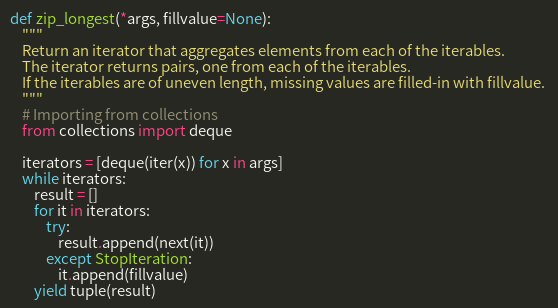 def zip_longest(*args, fillvalue=None):
    """
    Return an iterator that aggregates elements from each of the iterables.
    The iterator returns pairs, one from each of the iterables.
    If the iterables are of uneven length, missing values are filled-in with fillvalue.
    """
    # Importing from collections
    from collections import deque

    iterators = [deque(iter(x)) for x in args]
    while iterators:
        result = []
        for it in iterators:
            try:
                result.append(next(it))
            except StopIteration:
                it.append(fillvalue)
        yield tuple(result)